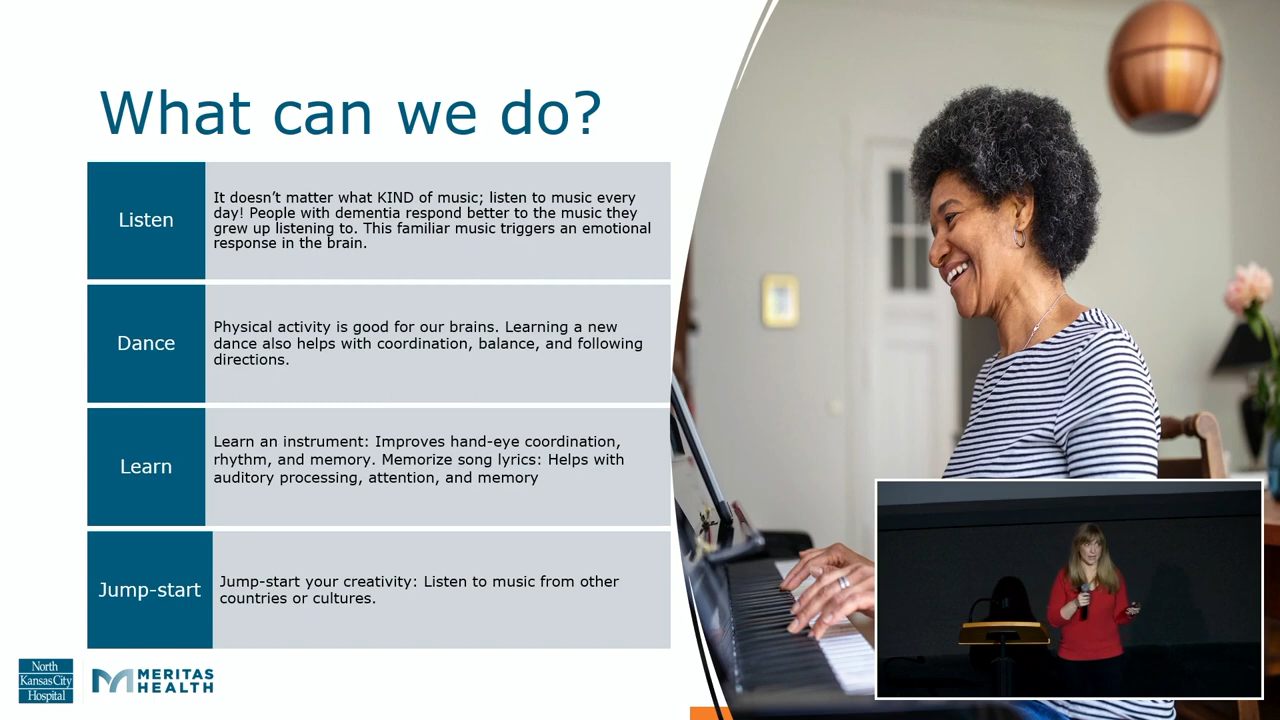 What can we do?
Listen
It doesn’t matter what KIND of music; listen to music every
day! People with dementia respond better to the music they
grew up listening to. This familiar music triggers an emotional
response in the brain.
Dance
Physical activity is good for our brains. Learning a new
dance also helps with coordination, balance, and following
directions.
Learn
Learn an instrument: Improves hand-eye coordination,
rhythm, and memory. Memorize song lyrics: Helps with
auditory processing, attention, and memory
Jump-start
Jump-start your creativity: Listen to music from other
countries or cultures.
North
KansasCity
Hospital
MERITAS
HEALTH